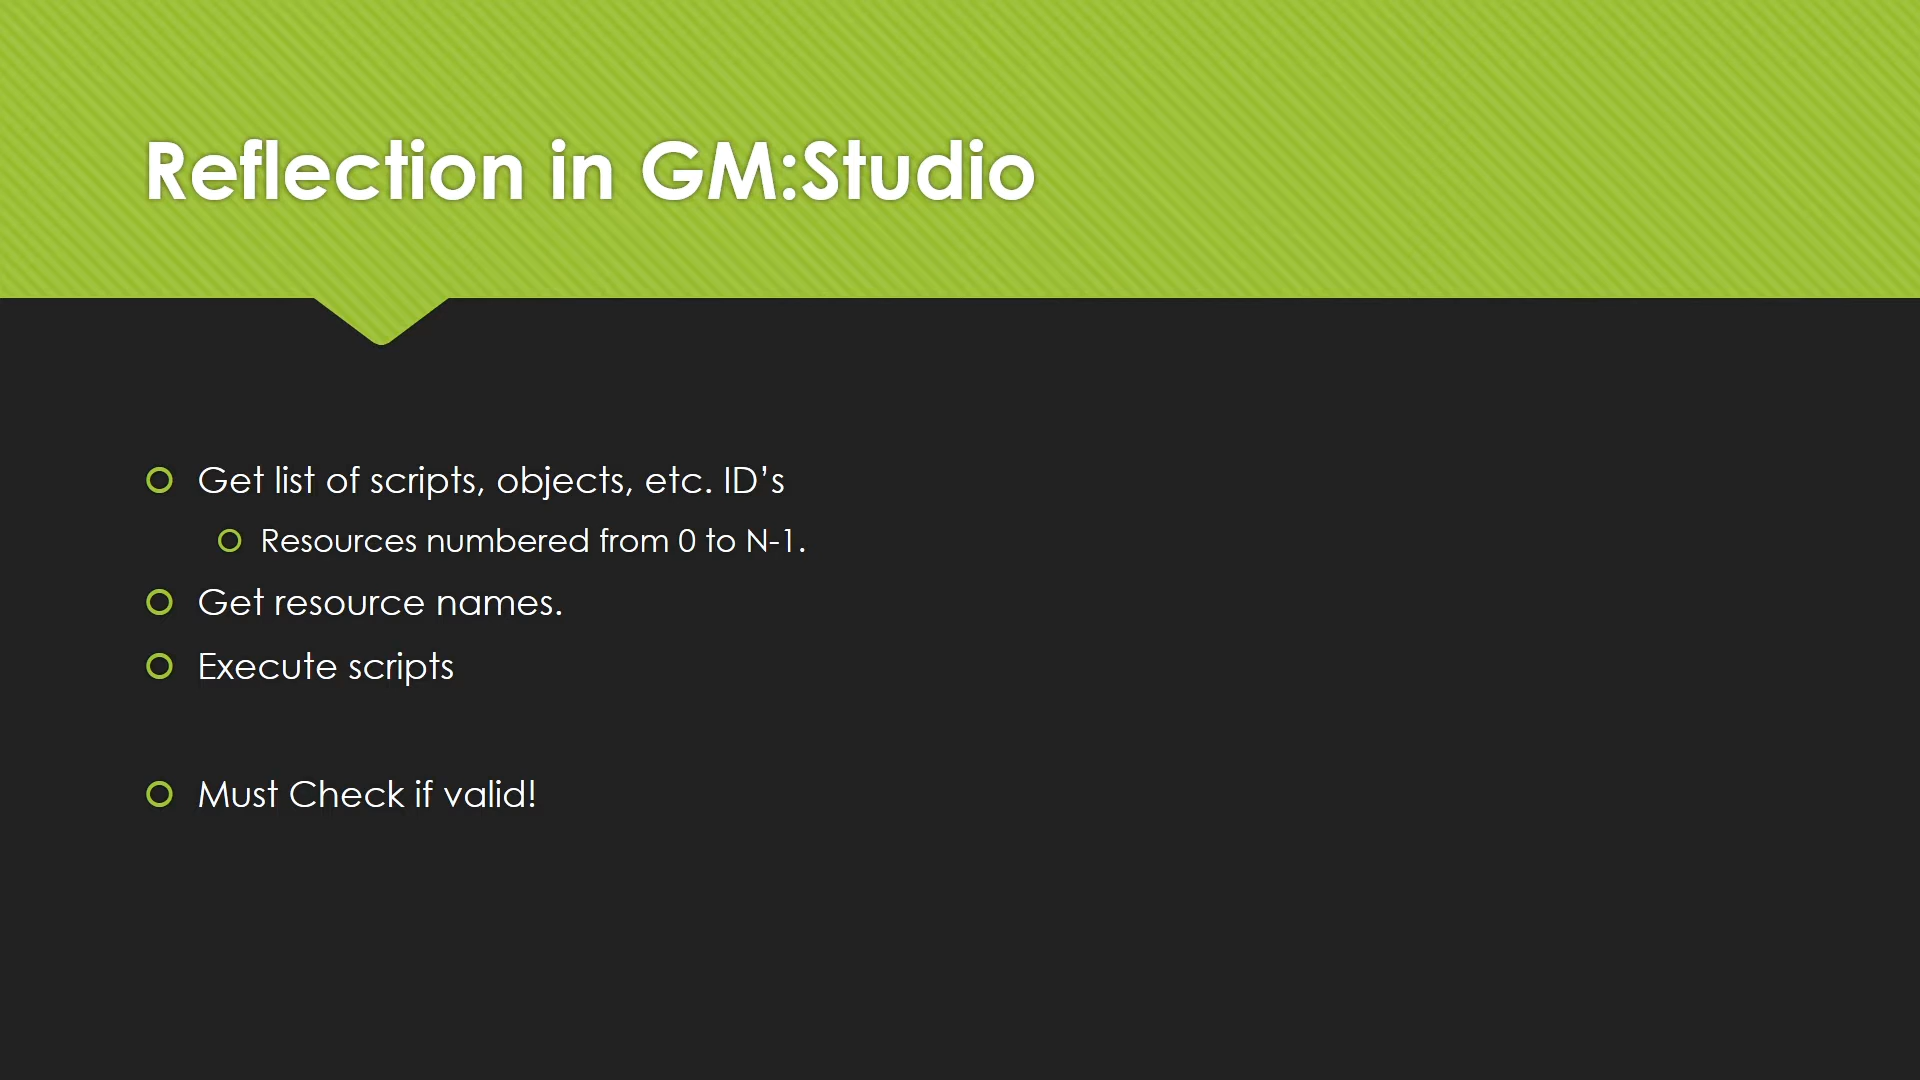 Reflection in GM:Studio
Get list of scripts, objects, etc. ID’s
Resources numbered from 0 to N-1.
Get resource names.
Execute scripts
Must Check if valid!